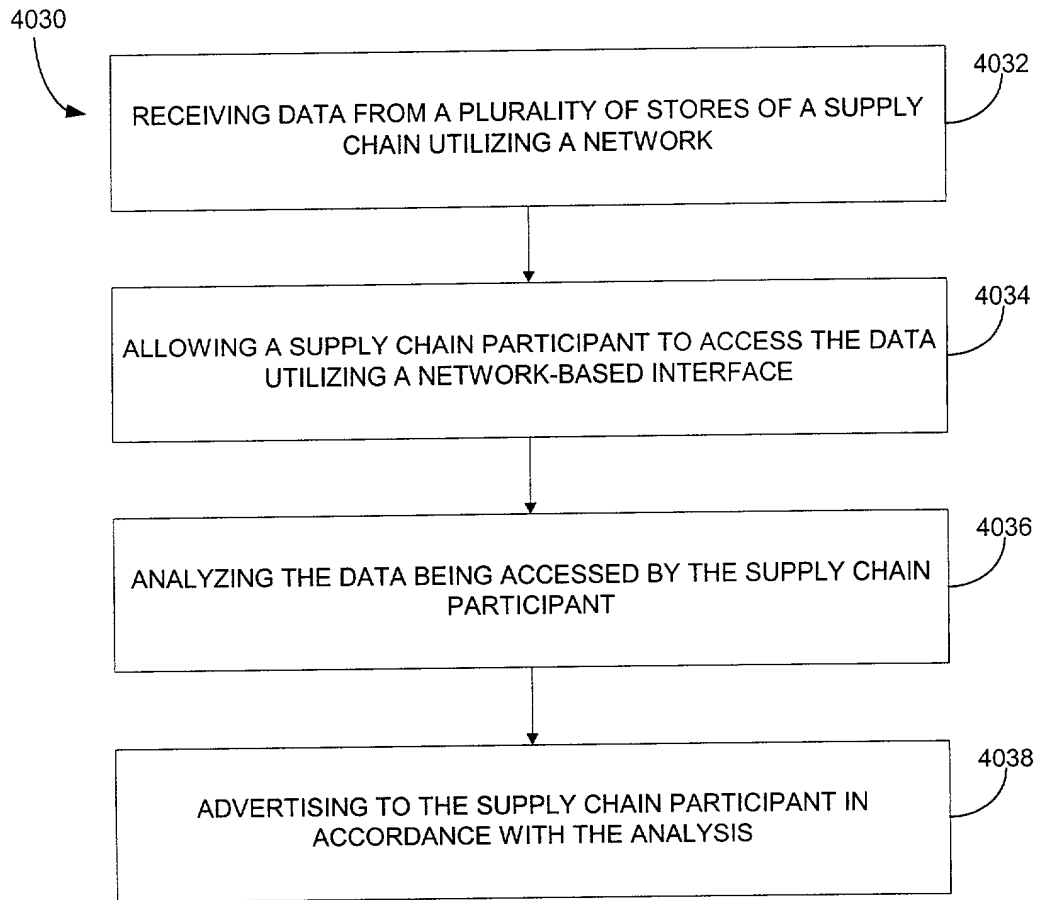 4030
4032
RECEIVING DATA FROM A PLURALITY OF STORES OF A SUPPLY
CHAIN UTILIZING A NETWORK
4034
ALLOWING A SUPPLY CHAIN PARTICIPANT TO ACCESS THE DATA
UTILIZING A NETWORK-BASED INTERFACE
4036
ANALYZING THE DATA BEING ACCESSED BY THE SUPPLY CHAIN
PARTICIPANT
4038
ADVERTISING TO THE SUPPLY CHAIN PARTICIPANT IN
ACCORDANCE WITH THE ANALYSIS